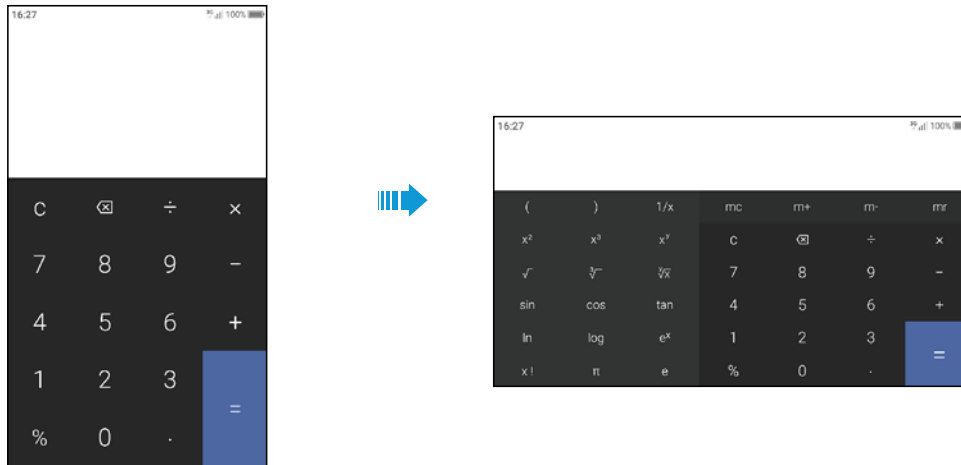 16:27 3G 100%
C ⌫ ÷ ×
7 8 9 −
4 5 6 +
1 2 3
=
% 0 .
16:27 3G 100%
( ) 1/x mc m+ m- mr
x² x³ xʸ C ⌫ ÷ ×
√ ∛ ʸ√x 7 8 9 −
sin cos tan 4 5 6 +
ln log eˣ 1 2 3
=
x! π e % 0 .